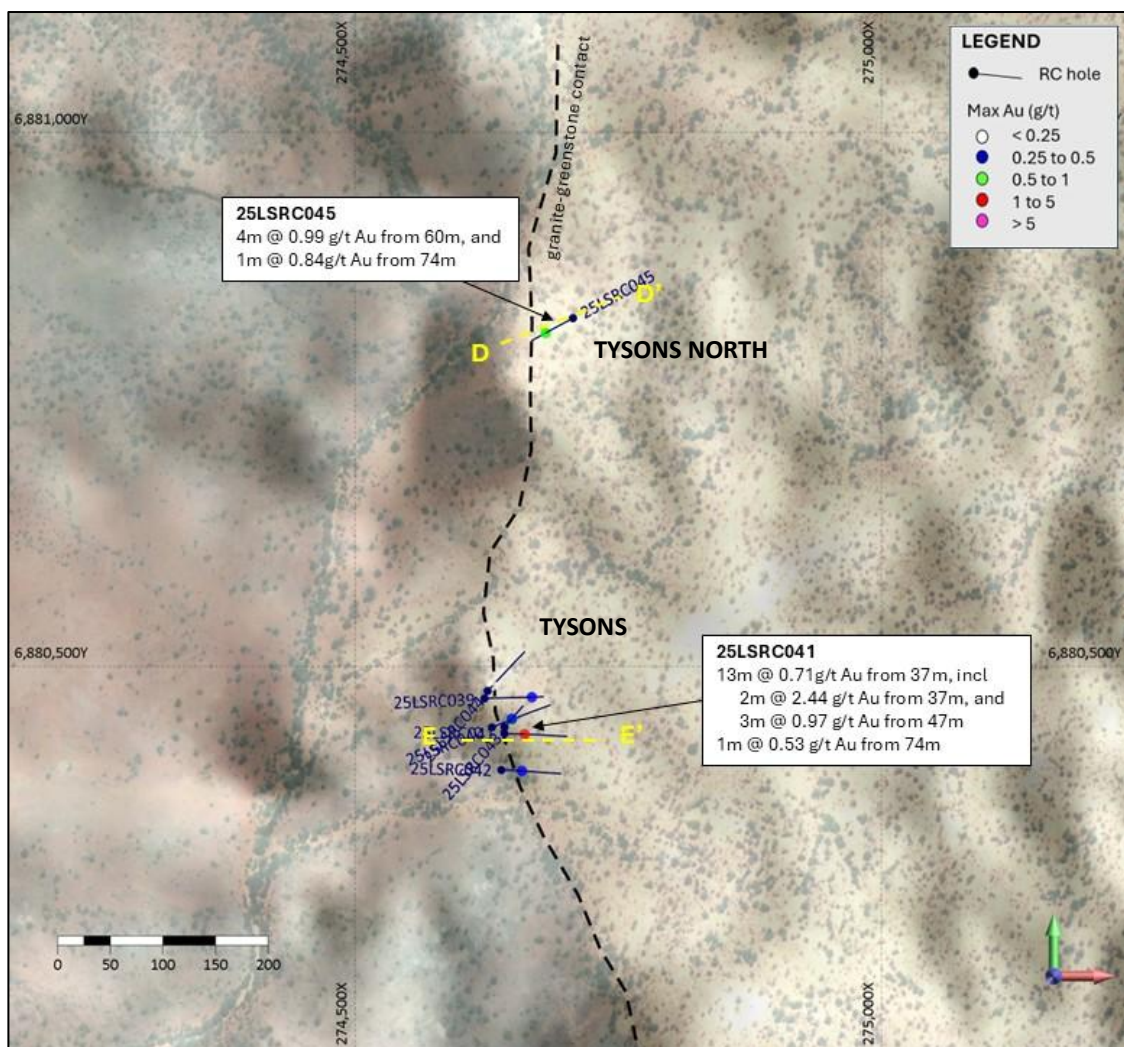 274,500X
275,000X
LEGEND
RC hole
Max Au (g/t)
< 0.25
0.25 to 0.5
0.5 to 1
1 to 5
> 5
6,881,000Y
granite-greenstone contact
25LSRC045
4m @ 0.99 g/t Au from 60m, and
1m @ 0.84g/t Au from 74m
25LSRC045
D'
D
TYSONS NORTH
TYSONS
6,880,500Y
6,880,500Y
25LSRC041
13m @ 0.71g/t Au from 37m, incl
2m @ 2.44 g/t Au from 37m, and
3m @ 0.97 g/t Au from 47m
1m @ 0.53 g/t Au from 74m
25LSRC039
E
E'
25LSRC042
0 50 100 150 200
274,500X
275,000X